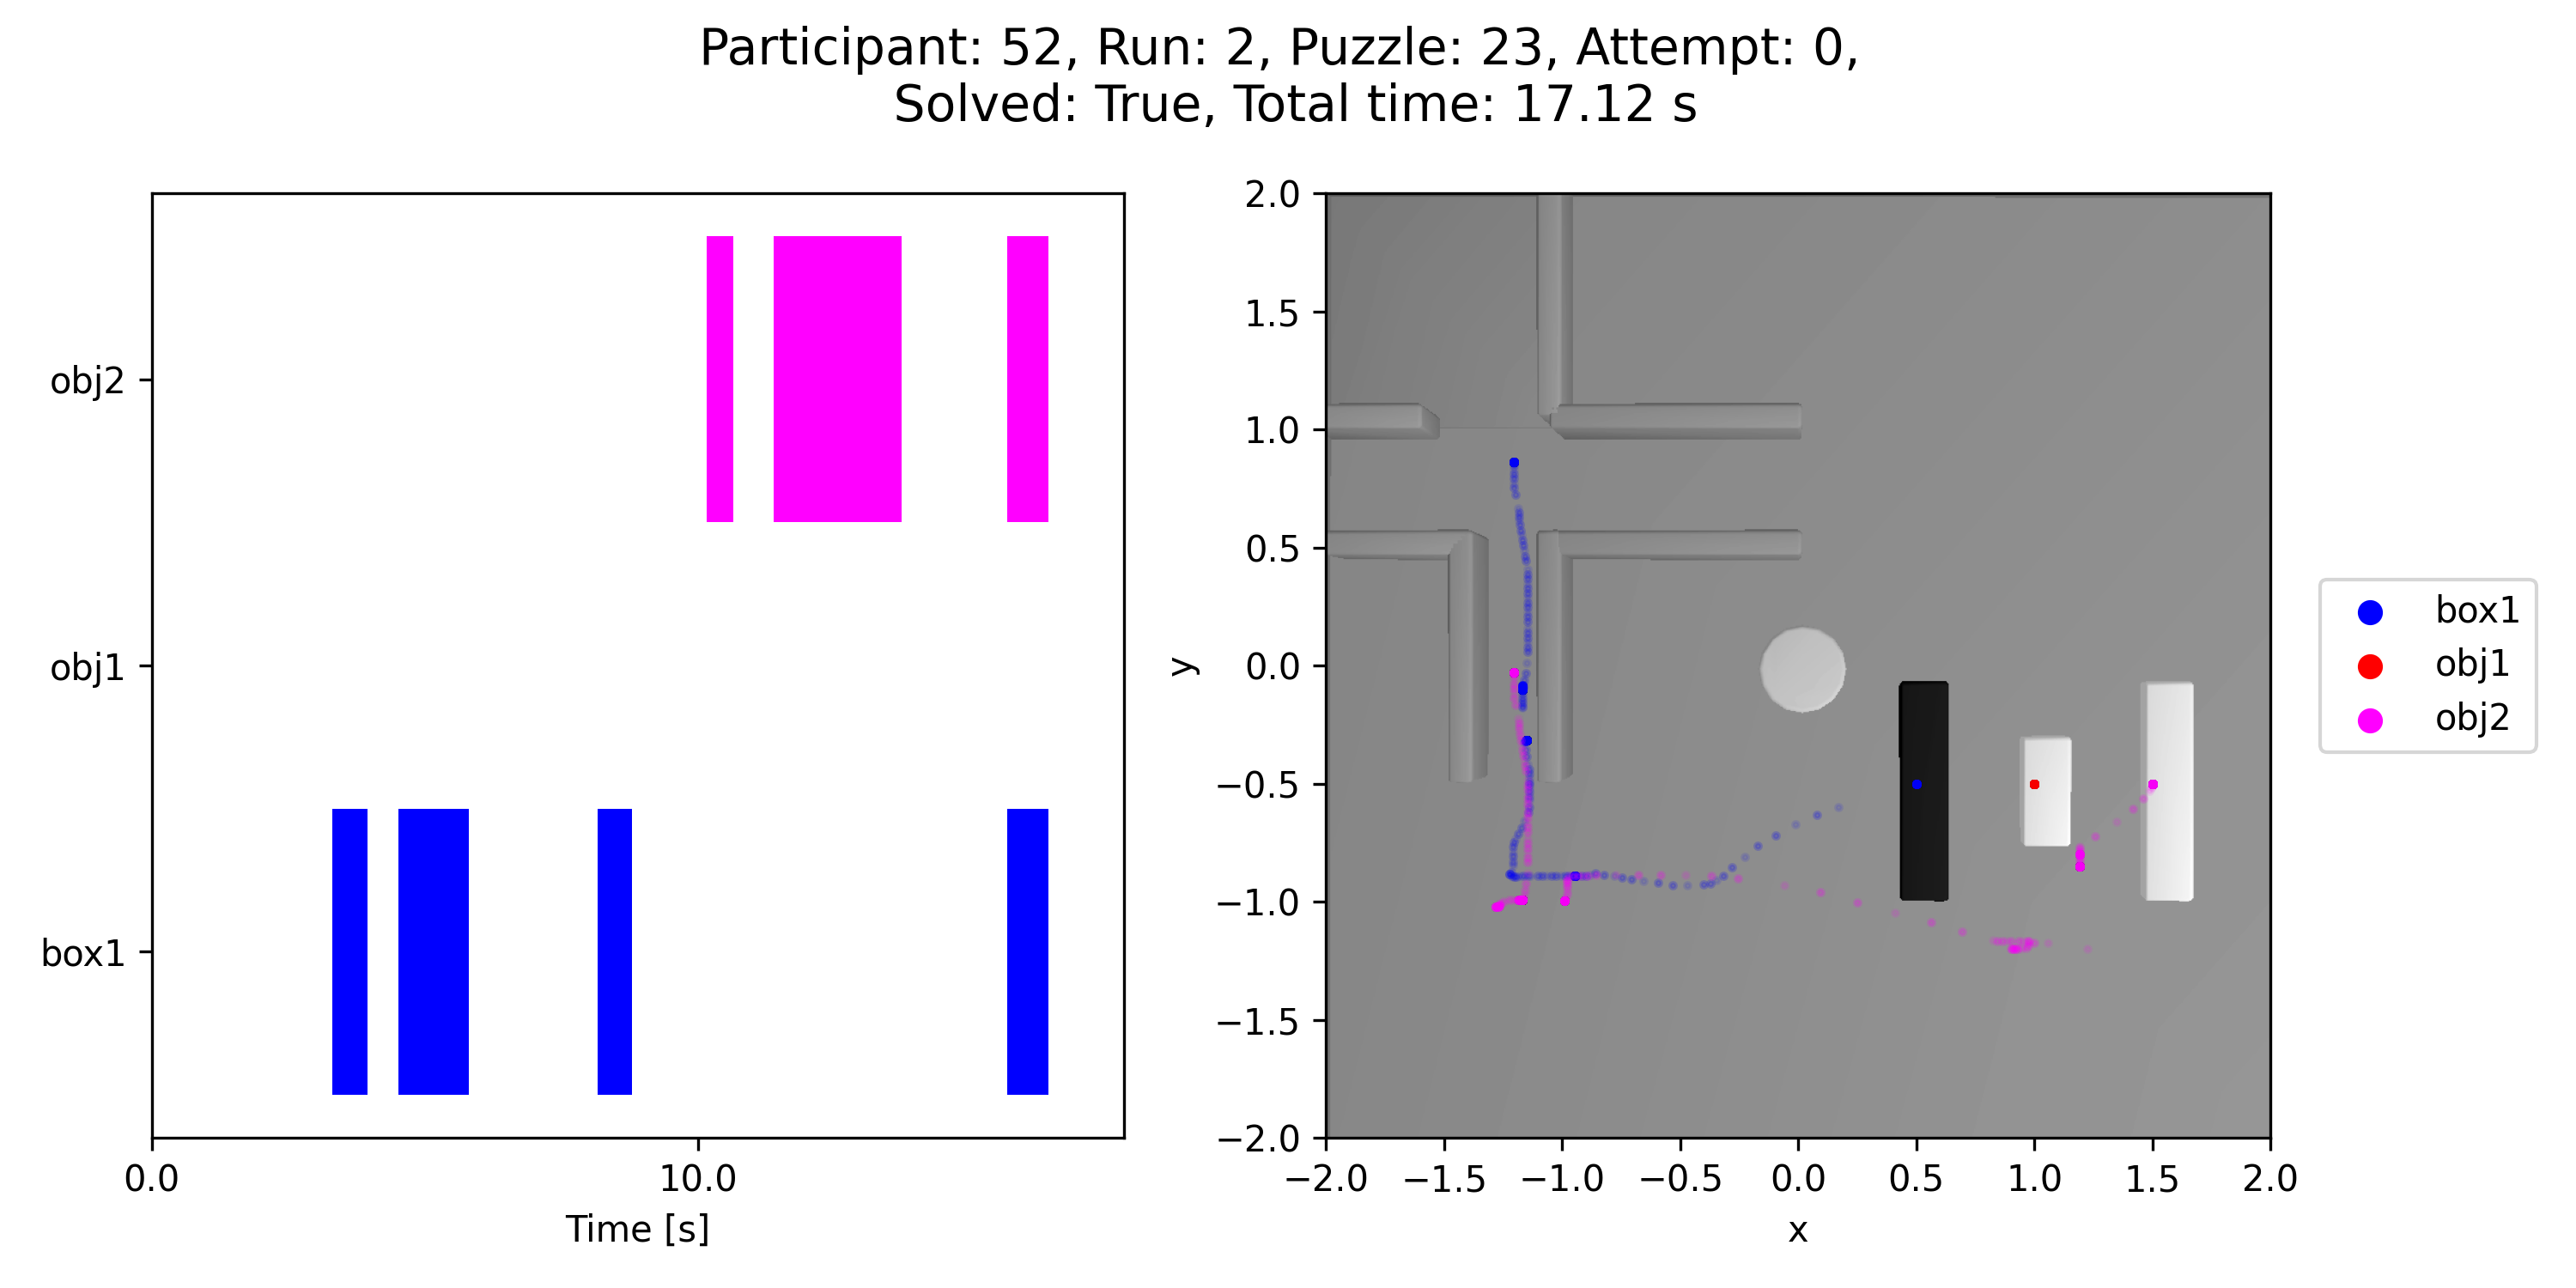 Participant: 52, Run: 2, Puzzle: 23, Attempt: 0,
Solved: True, Total time: 17.12 s
obj2
obj1
box1
0.0
10.0
Time [s]
2.0
1.5
1.0
0.5
0.0
−0.5
−1.0
−1.5
−2.0
y
−2.0
−1.5
−1.0
−0.5
0.0
0.5
1.0
1.5
2.0
x
box1
obj1
obj2